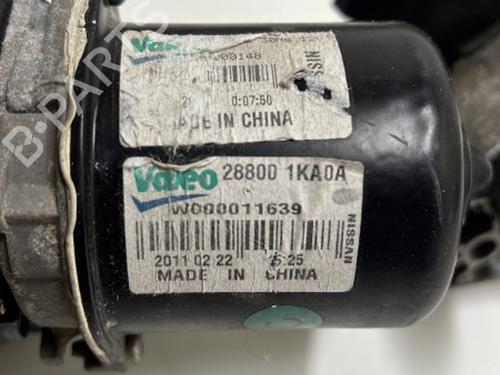 Valeo
0:07:50
MADE IN CHINA
Valeo 28800 1KA0A
W000011639
NISSAN
2011 02 22
MADE IN CHINA
B-PARTS